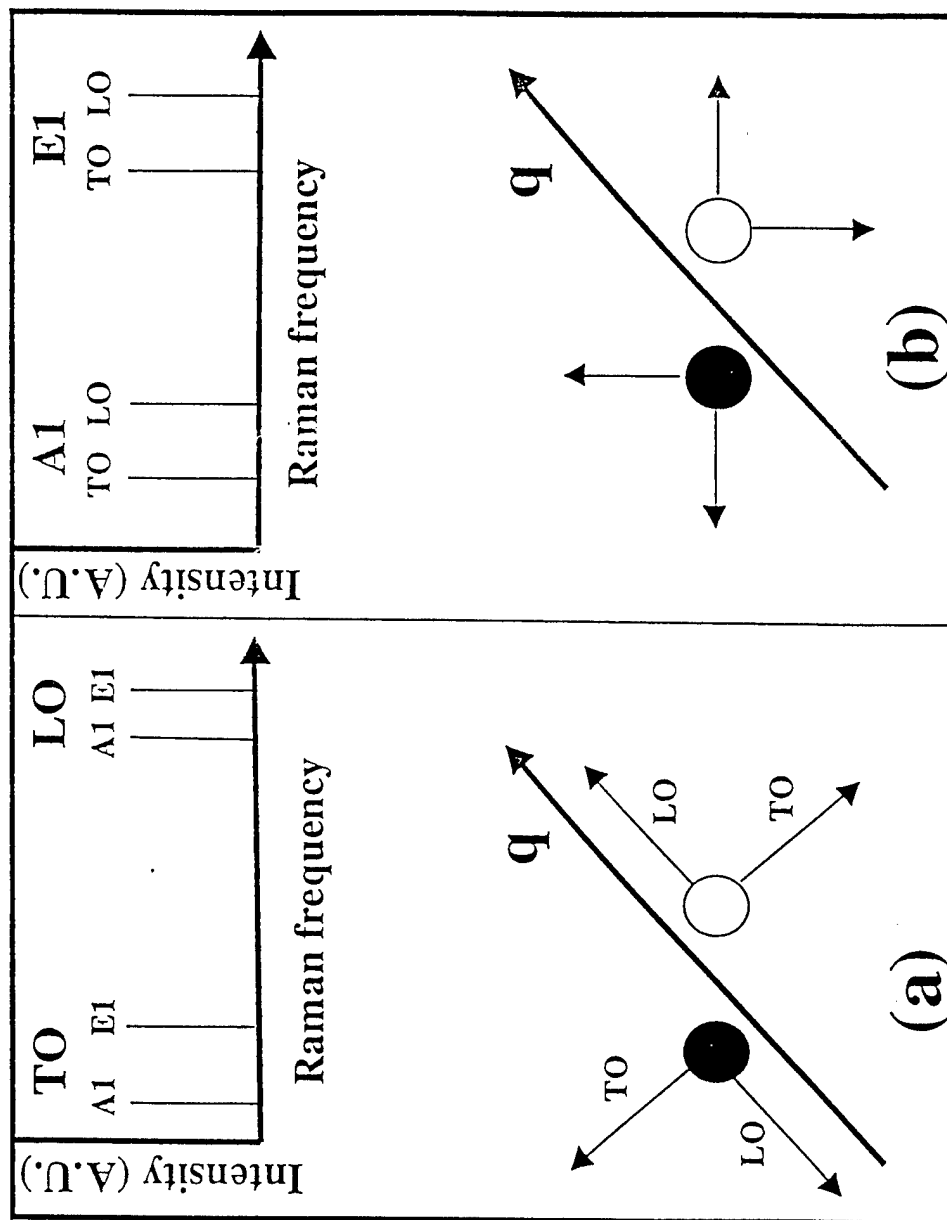 Intensity (A.U.)
TO LO
A1 E1 A1 E1
Raman frequency
q
TO LO
LO TO
(a)
Intensity (A.U.)
A1 E1
TO LO TO LO
Raman frequency
q
(b)